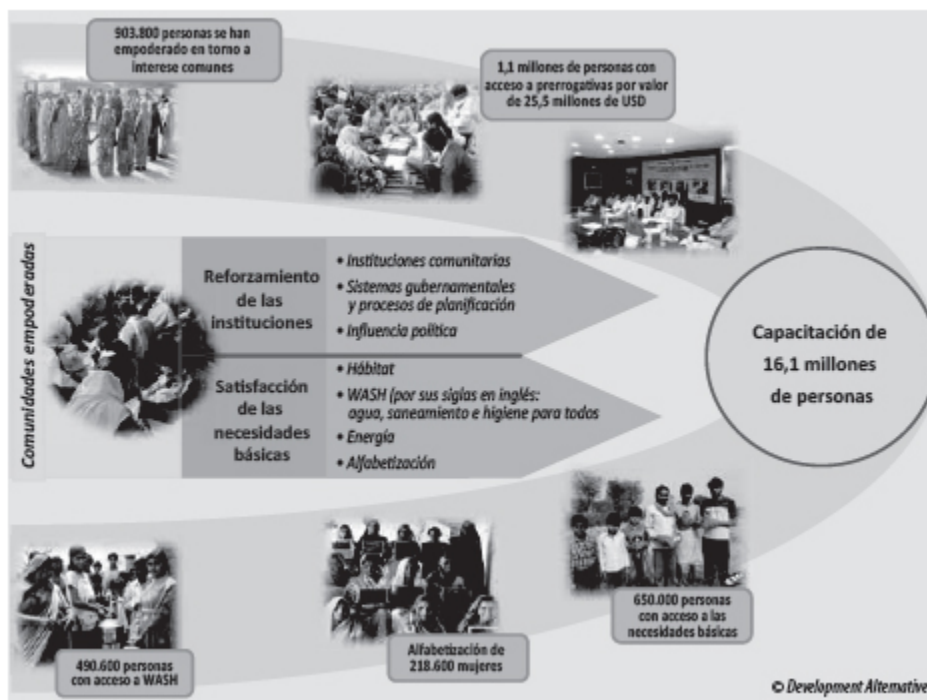 903.800 personas se han
empoderado en torno a
interese comunes
1,1 millones de personas con
acceso a prerrogativas por valor
de 25,5 millones de USD
Comunidades empoderadas
Reforzamiento
de las
instituciones
• Instituciones comunitarias
• Sistemas gubernamentales
y procesos de planificación
• Influencia política
Satisfacción
de las
necesidades
básicas
• Hábitat
• WASH (por sus siglas en inglés:
agua, saneamiento e higiene para todos
• Energía
• Alfabetización
Capacitación de
16,1 millones
de personas
490.600 personas
con acceso a WASH
Alfabetización de
218.600 mujeres
650.000 personas
con acceso a las
necesidades básicas
© Development Alternative